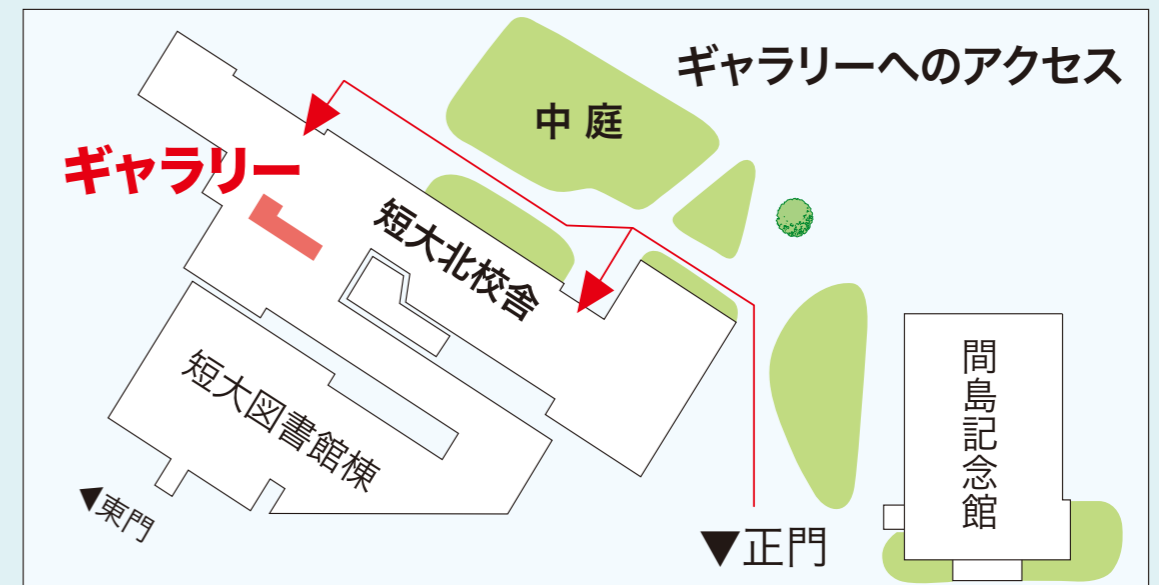 ギャラリーへのアクセス
中庭
ギャラリー
短大北校舎
短大図書館棟
間島記念館
▼東門
▼正門